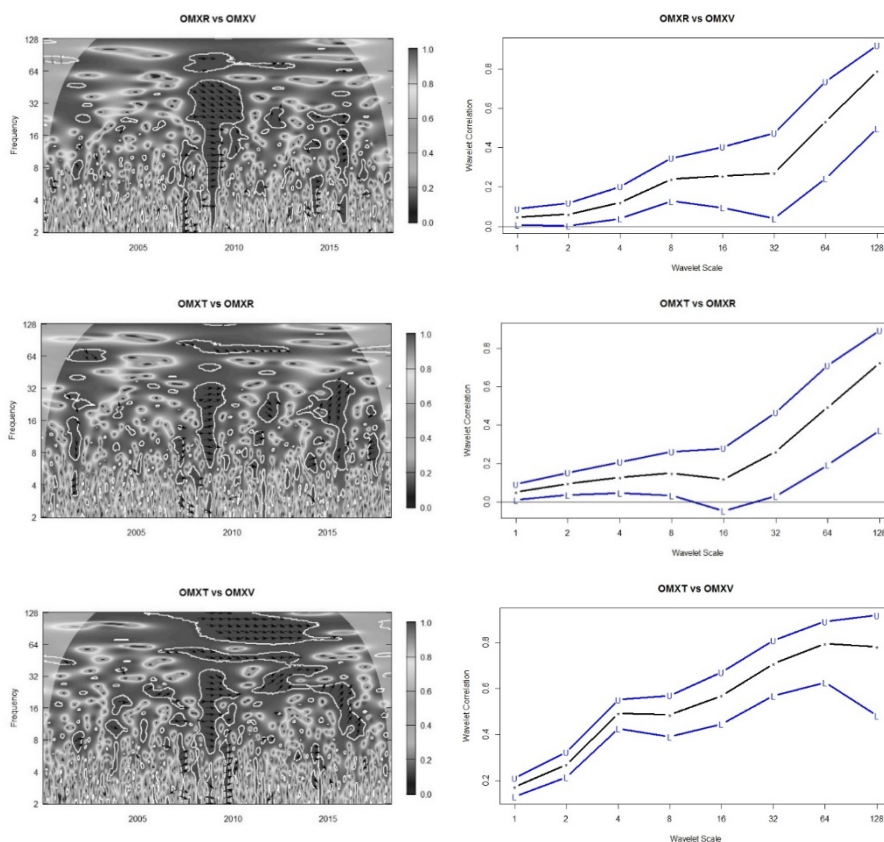 OMXR vs OMXV
128
64
32
16
8
4
2
Frequency
2005 2010 2015
1.0
0.8
0.6
0.4
0.2
0.0
OMXR vs OMXV
Wavelet Correlation
0.8
0.6
0.4
0.2
0.0
U U U U U U U U
L L L L L L L L
1 2 4 8 16 32 64 128
Wavelet Scale
OMXT vs OMXR
128
64
32
16
8
4
2
Frequency
2005 2010 2015
1.0
0.8
0.6
0.4
0.2
0.0
OMXT vs OMXR
Wavelet Correlation
0.8
0.6
0.4
0.2
0.0
U U U U U U U U
L L L L L L L L
1 2 4 8 16 32 64 128
Wavelet Scale
OMXT vs OMXV
128
64
32
16
8
4
2
Frequency
2005 2010 2015
1.0
0.8
0.6
0.4
0.2
0.0
OMXT vs OMXV
Wavelet Correlation
0.8
0.6
0.4
0.2
U U U U U U U U
L L L L L L L L
1 2 4 8 16 32 64 128
Wavelet Scale